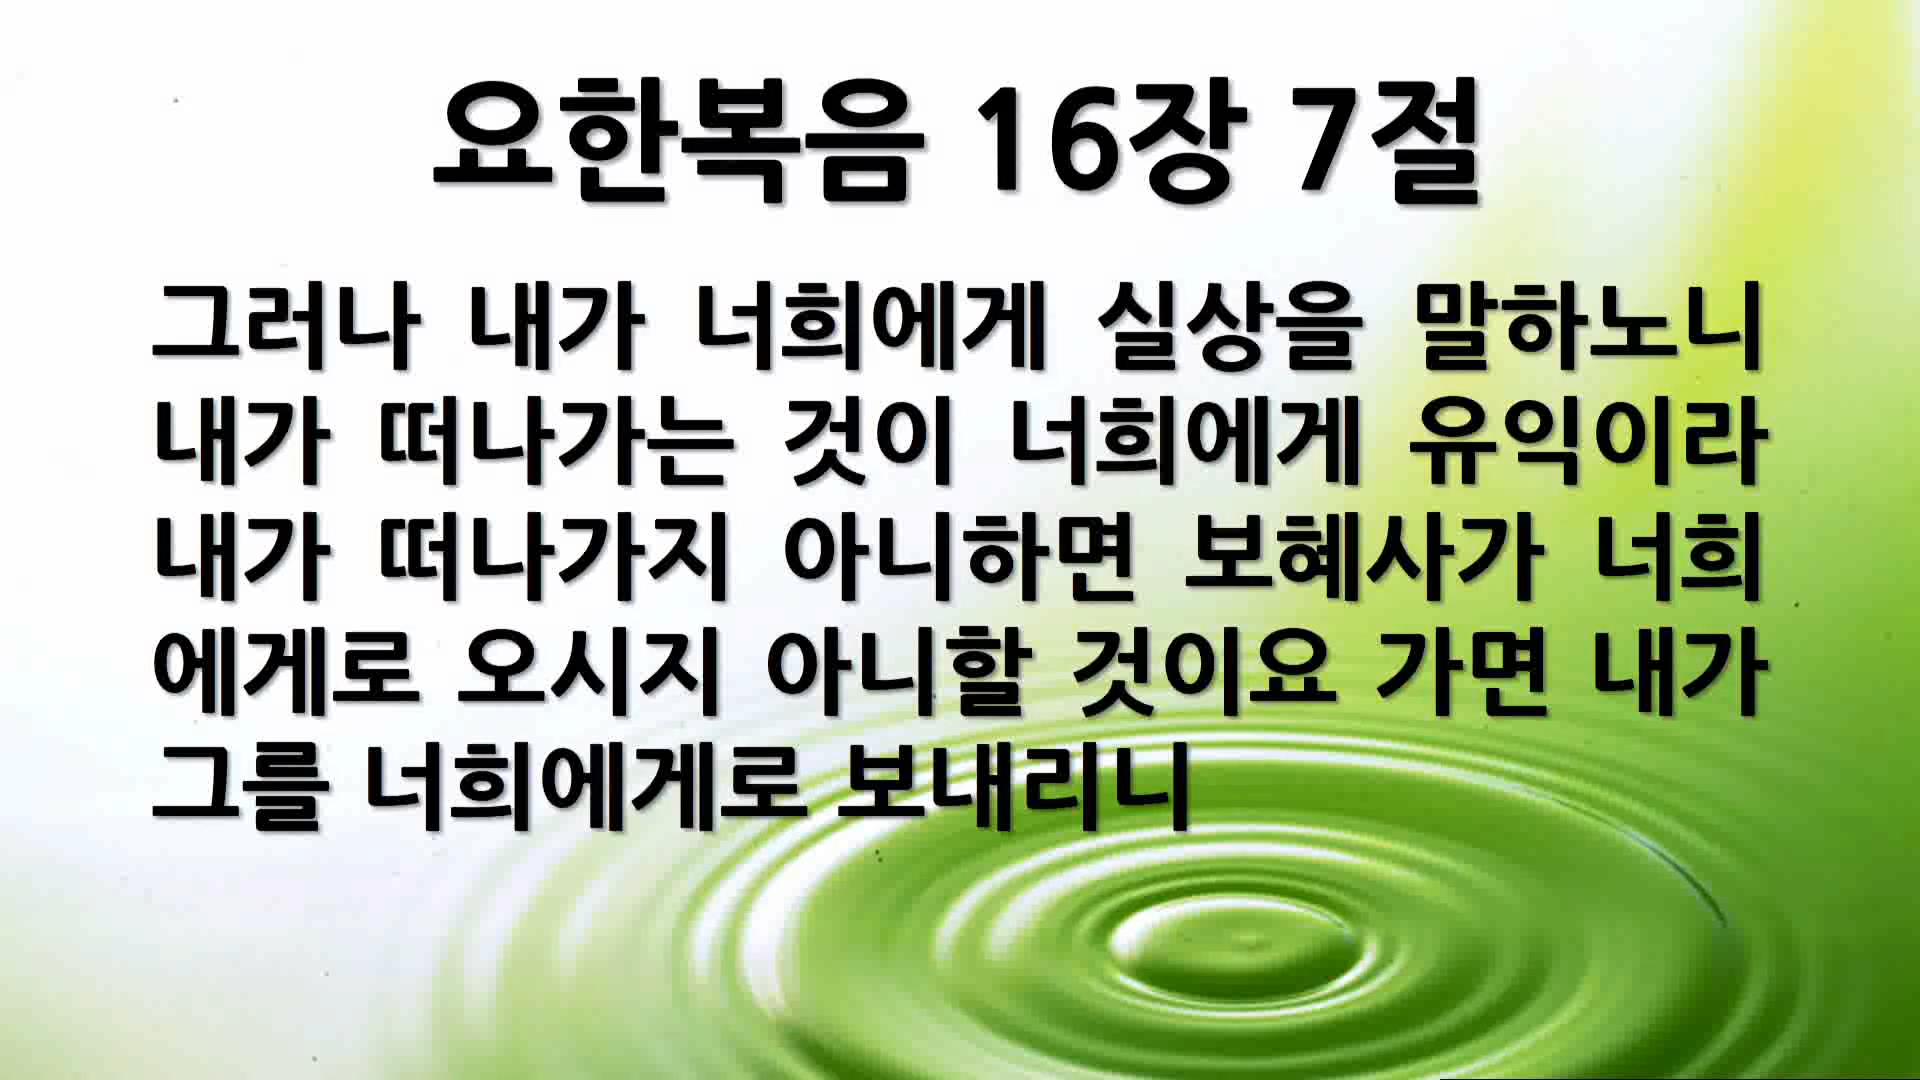 요한복음 16장 7절
그러나 내가 너희에게 실상을 말하노니
내가 떠나가는 것이 너희에게 유익이라
내가 떠나가지 아니하면 보혜사가 너희
에게로 오시지 아니할 것이요 가면 내가
그를 너희에게로 보내리니